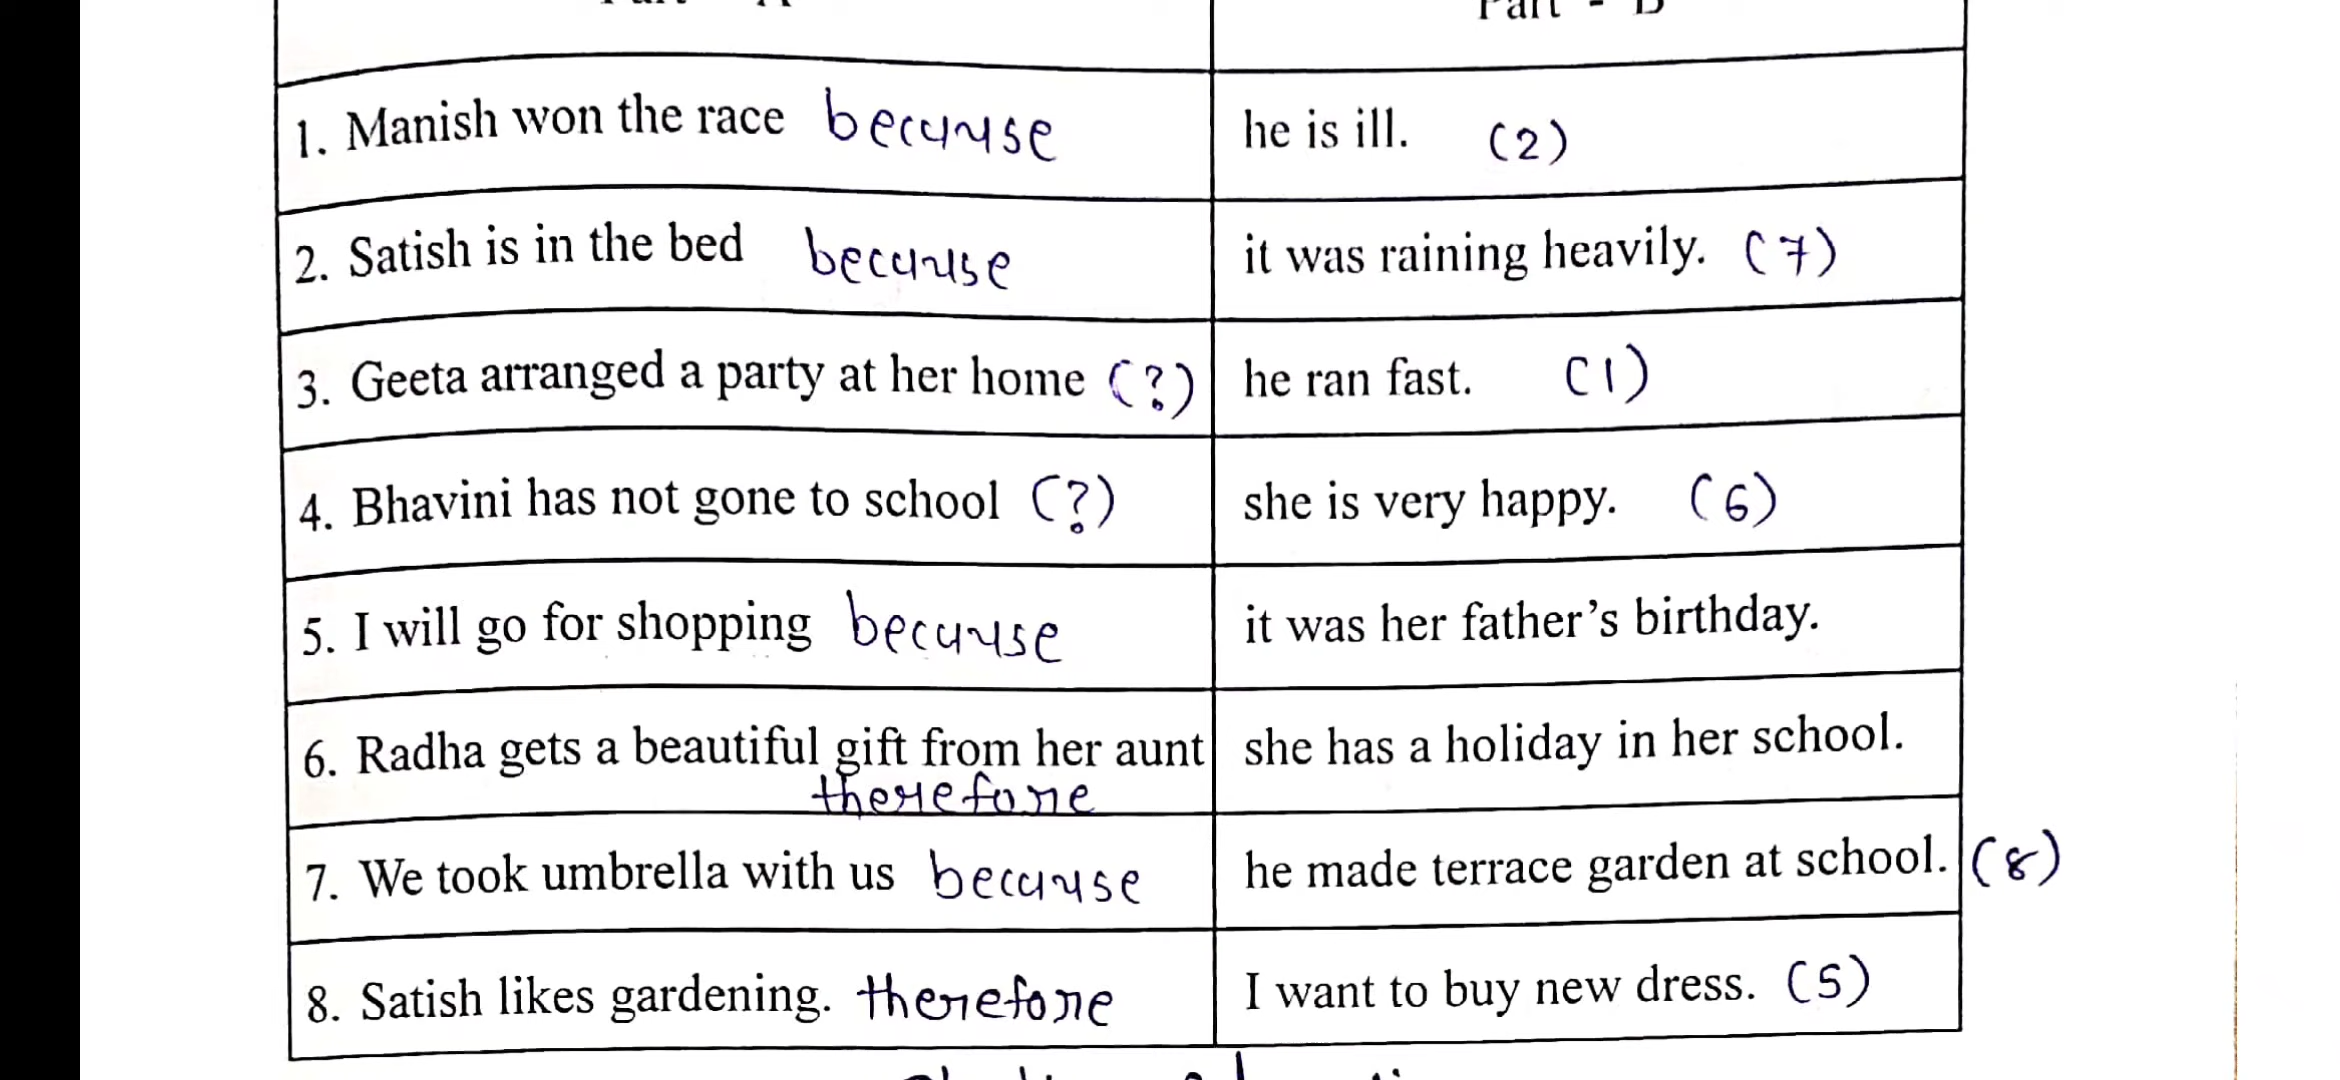 Part - B
1. Manish won the race because
he is ill. (2)
2. Satish is in the bed because
it was raining heavily. (7)
3. Geeta arranged a party at her home (?)
he ran fast. (1)
4. Bhavini has not gone to school (?)
she is very happy. (6)
5. I will go for shopping because
it was her father's birthday.
6. Radha gets a beautiful gift from her aunt
therefore
she has a holiday in her school.
7. We took umbrella with us because
he made terrace garden at school. (8)
8. Satish likes gardening. therefore
I want to buy new dress. (5)